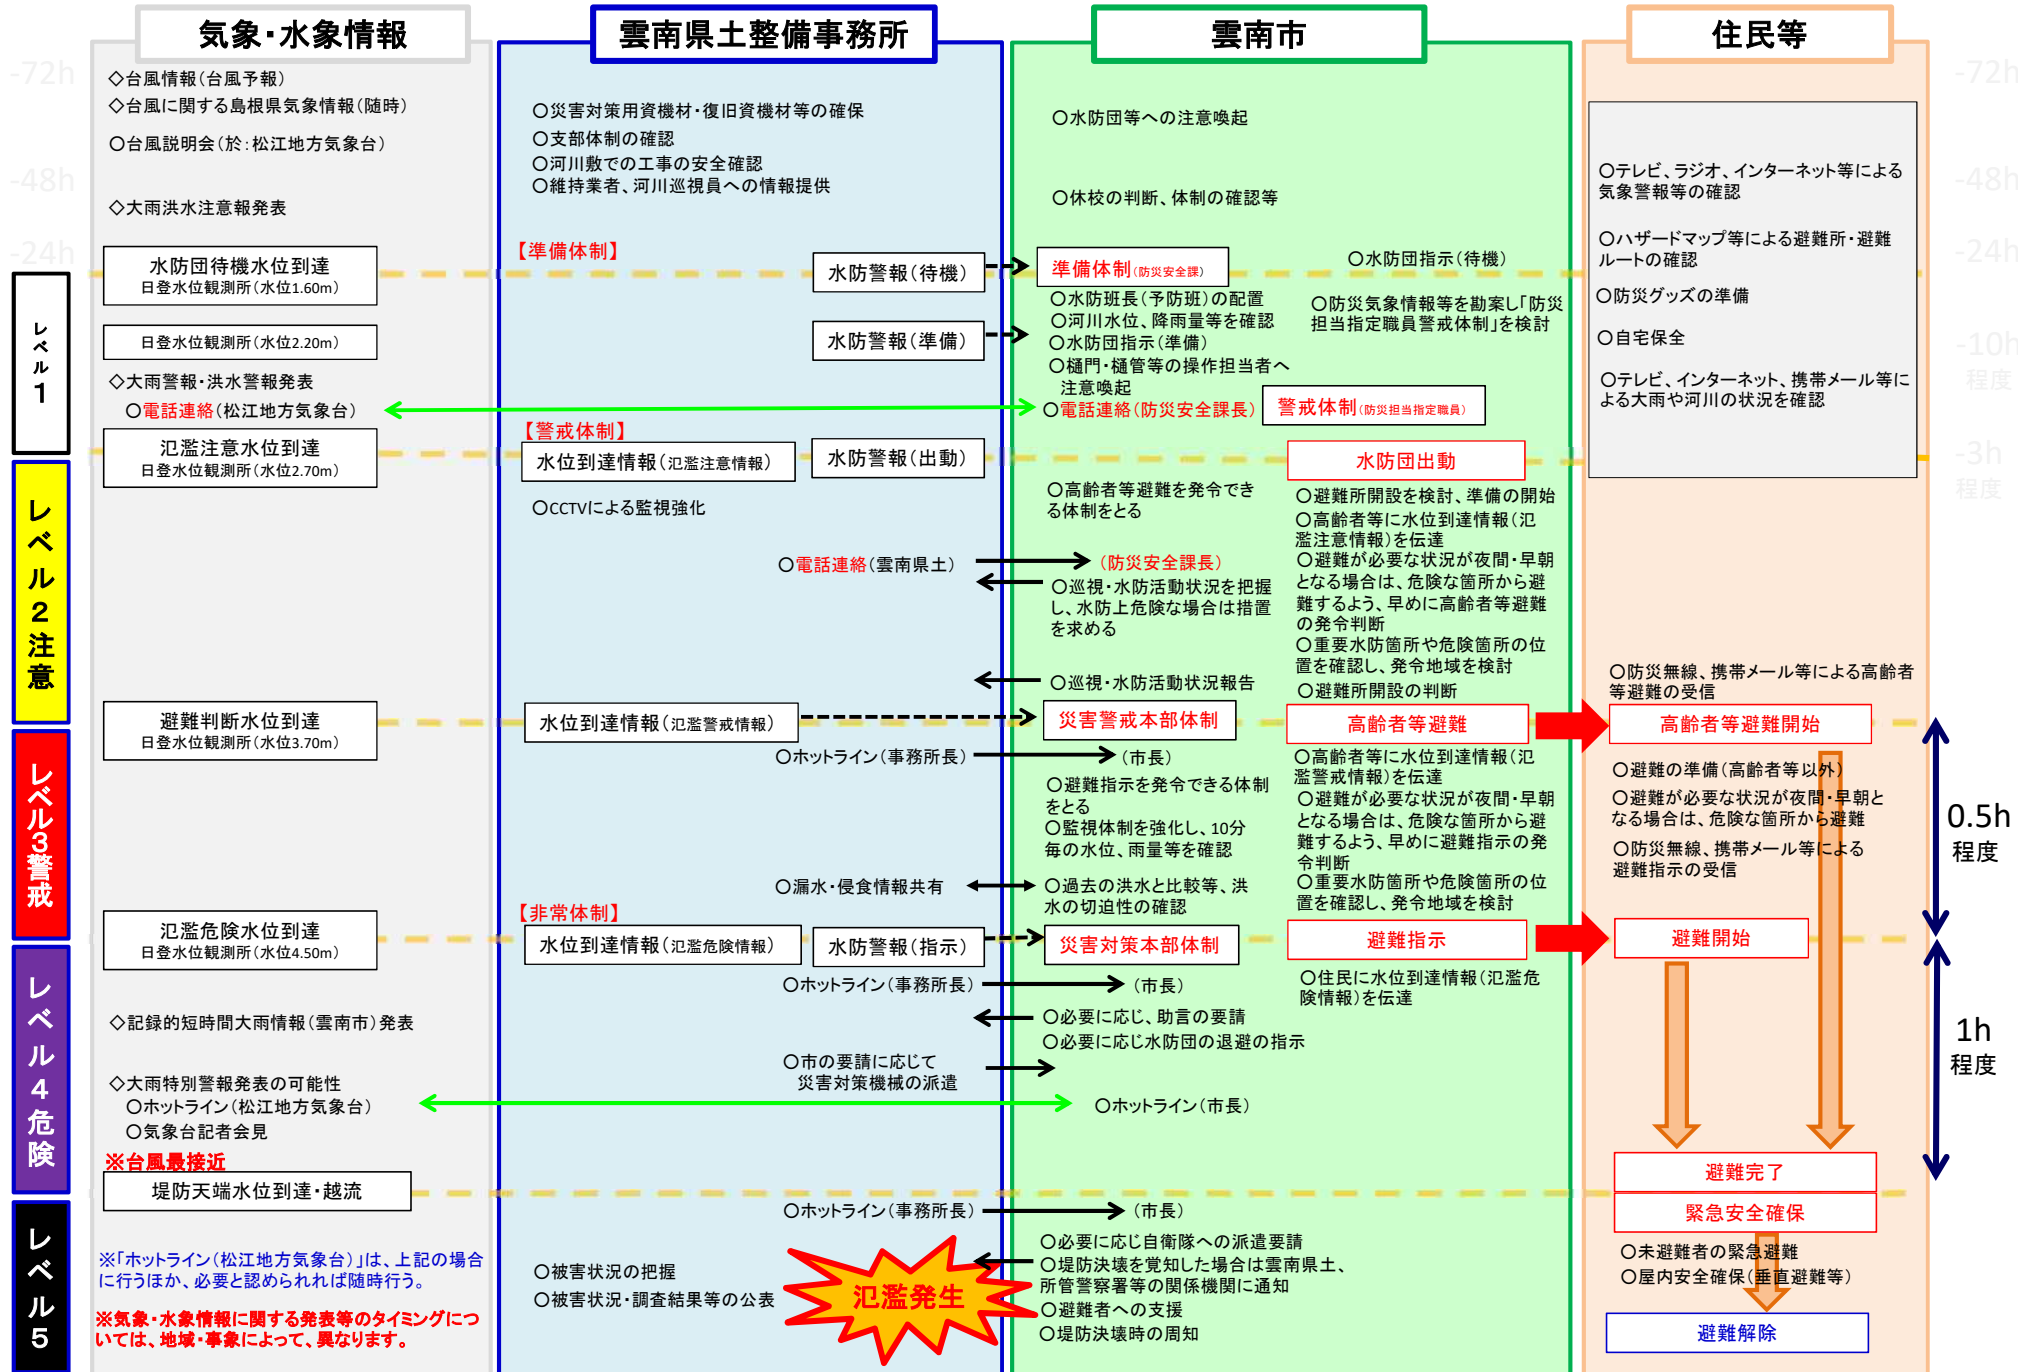 気象・水象情報
雲南県土整備事務所
雲南市
住民等
-72h
-48h
-24h
-72h
-48h
-24h
-10h
程度
-3h
程度
レベル1
レベル2注意
レベル3警戒
レベル4危険
レベル5
◇台風情報(台風予報)
◇台風に関する島根県気象情報(随時)
○台風説明会(於:松江地方気象台)
◇大雨洪水注意報発表
水防団待機水位到達
日登水位観測所(水位1.60m)
日登水位観測所(水位2.20m)
◇大雨警報・洪水警報発表
○電話連絡(松江地方気象台)
氾濫注意水位到達
日登水位観測所(水位2.70m)
避難判断水位到達
日登水位観測所(水位3.70m)
氾濫危険水位到達
日登水位観測所(水位4.50m)
◇記録的短時間大雨情報(雲南市)発表
◇大雨特別警報発表の可能性
○ホットライン(松江地方気象台)
○気象台記者会見
※台風最接近
堤防天端水位到達・越流
※「ホットライン(松江地方気象台)」は、上記の場合
に行うほか、必要と認められれば随時行う。
※気象・水象情報に関する発表等のタイミングにつ
いては、地域・事象によって、異なります。
○災害対策用資機材・復旧資機材等の確保
○支部体制の確認
○河川敷での工事の安全確認
○維持業者、河川巡視員への情報提供
【準備体制】
水防警報(待機)
水防警報(準備)
【警戒体制】
水位到達情報(氾濫注意情報)
水防警報(出動)
○CCTVによる監視強化
○電話連絡(雲南県土)
水位到達情報(氾濫警戒情報)
○ホットライン(事務所長)
○漏水・侵食情報共有
【非常体制】
水位到達情報(氾濫危険情報)
水防警報(指示)
○ホットライン(事務所長)
○市の要請に応じて
災害対策機械の派遣
○ホットライン(事務所長)
○被害状況の把握
○被害状況・調査結果等の公表
氾濫発生
○水防団等への注意喚起
○休校の判断、体制の確認等
準備体制(防災安全課)
○水防団指示(待機)
○水防班長(予防班)の配置
○河川水位、降雨量等を確認
○水防団指示(準備)
○樋門・樋管等の操作担当者へ
注意喚起
○防災気象情報等を勘案し「防災
担当指定職員警戒体制」を検討
○電話連絡(防災安全課長)
警戒体制(防災担当指定職員)
水防団出動
○高齢者等避難を発令でき
る体制をとる
(防災安全課長)
○巡視・水防活動状況を把握
し、水防上危険な場合は措置
を求める
○巡視・水防活動状況報告
○避難所開設を検討、準備の開始
○高齢者等に水位到達情報(氾
濫注意情報)を伝達
○避難が必要な状況が夜間・早朝
となる場合は、危険な箇所から避
難するよう、早めに高齢者等避難
の発令判断
○重要水防箇所や危険箇所の位
置を確認し、発令地域を検討
○避難所開設の判断
災害警戒本部体制
高齢者等避難
(市長)
○避難指示を発令できる体制
をとる
○監視体制を強化し、10分
毎の水位、雨量等を確認
○過去の洪水と比較等、洪
水の切迫性の確認
○高齢者等に水位到達情報(氾
濫警戒情報)を伝達
○避難が必要な状況が夜間・早朝
となる場合は、危険な箇所から避
難するよう、早めに避難指示の発
令判断
○重要水防箇所や危険箇所の位
置を確認し、発令地域を検討
災害対策本部体制
避難指示
(市長)
○住民に水位到達情報(氾濫危
険情報)を伝達
○必要に応じ、助言の要請
○必要に応じ水防団の退避の指示
○ホットライン(市長)
(市長)
○必要に応じ自衛隊への派遣要請
○堤防決壊を覚知した場合は雲南県土、
所管警察署等の関係機関に通知
○避難者への支援
○堤防決壊時の周知
○テレビ、ラジオ、インターネット等による
気象警報等の確認
○ハザードマップ等による避難所・避難
ルートの確認
○防災グッズの準備
○自宅保全
○テレビ、インターネット、携帯メール等に
よる大雨や河川の状況を確認
○防災無線、携帯メール等による高齢者
等避難の受信
高齢者等避難開始
○避難の準備(高齢者等以外)
○避難が必要な状況が夜間・早朝と
なる場合は、危険な箇所から避難
○防災無線、携帯メール等による
避難指示の受信
避難開始
避難完了
緊急安全確保
○未避難者の緊急避難
○屋内安全確保(垂直避難等)
避難解除
0.5h
程度
1h
程度